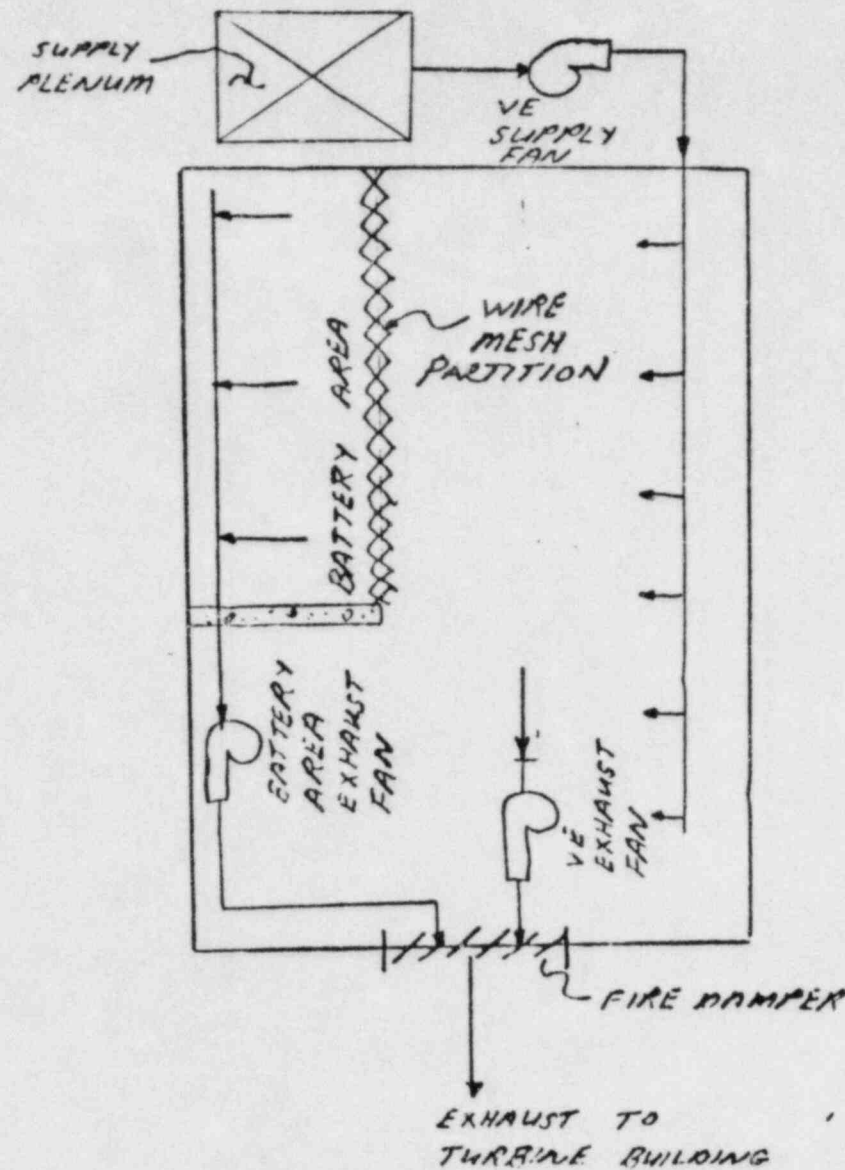 SUPPLY
PLENUM
VE
SUPPLY
FAN
WIRE
MESH
PARTITION
BATTERY AREA
BATTERY
AREA
EXHAUST
FAN
VE
EXHAUST
FAN
FIRE DAMPER
EXHAUST TO
TURBINE BUILDING